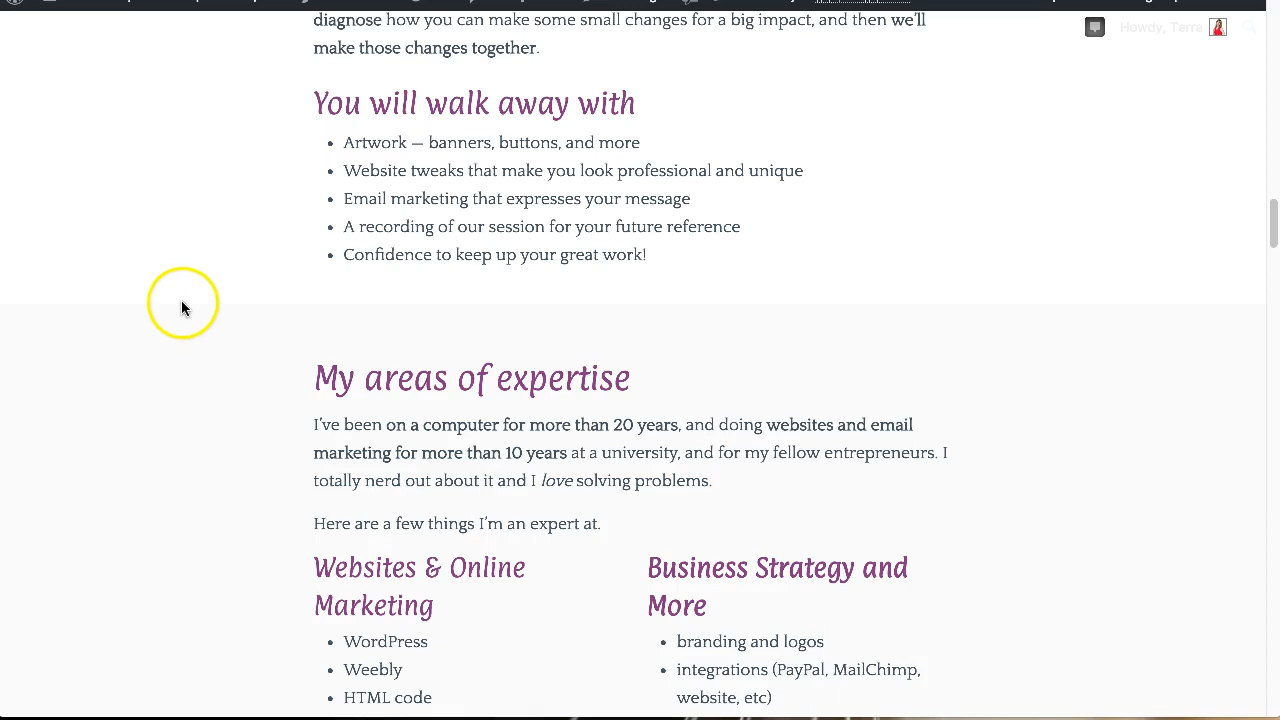 diagnose how you can make some small changes for a big impact, and then we'll
Howdy, Terra
make those changes together.
You will walk away with
• Artwork — banners, buttons, and more
• Website tweaks that make you look professional and unique
• Email marketing that expresses your message
• A recording of our session for your future reference
• Confidence to keep up your great work!
My areas of expertise
I've been on a computer for more than 20 years, and doing websites and email
marketing for more than 10 years at a university, and for my fellow entrepreneurs. I
totally nerd out about it and I love solving problems.
Here are a few things I'm an expert at.
Websites & Online
Marketing
• WordPress
• Weebly
• HTML code
Business Strategy and
More
• branding and logos
• integrations (PayPal, MailChimp,
website, etc)